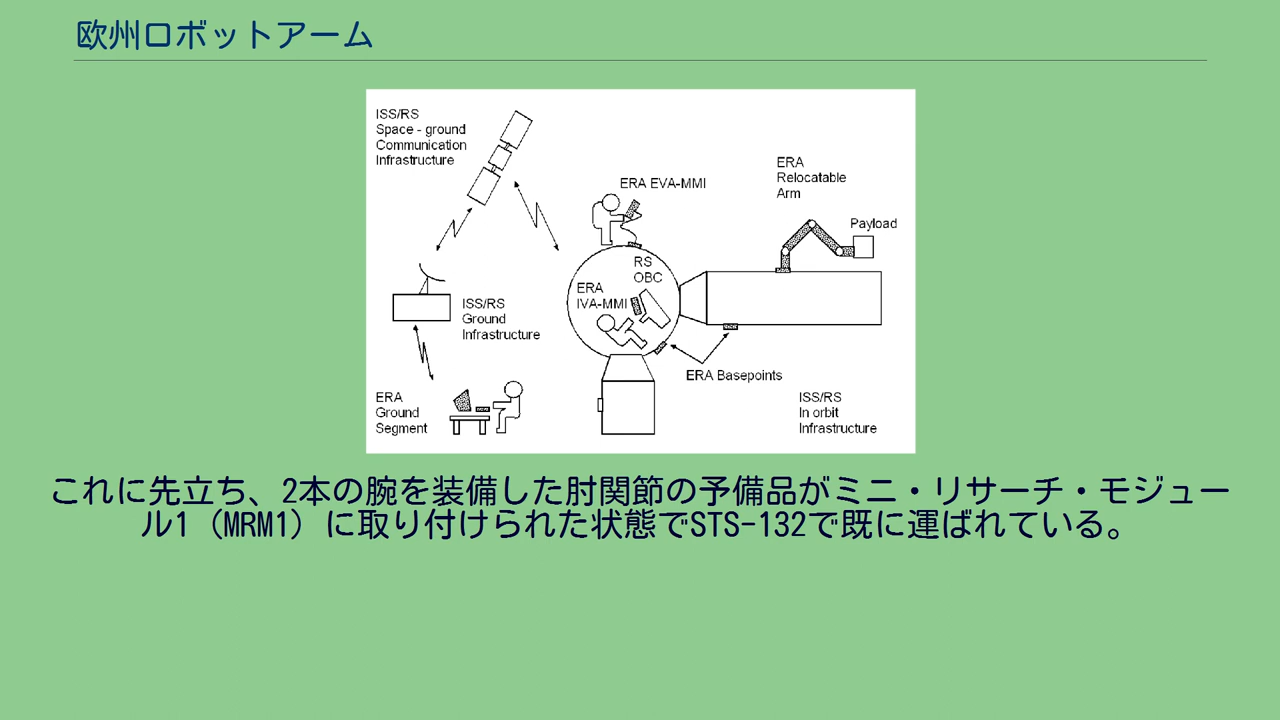 欧州ロボットアーム
ISS/RS
Space - ground
Communication
Infrastructure
ERA EVA-MMI
ERA
Relocatable
Arm
Payload
RS
OBC
ERA
IVA-MMI
ISS/RS
Ground
Infrastructure
ERA Basepoints
ERA
Ground
Segment
ISS/RS
In orbit
Infrastructure
これに先立ち、2本の腕を装備した肘関節の予備品がミニ・リサーチ・モジュー
ル1（MRM1）に取り付けられた状態でSTS-132で既に運ばれている。